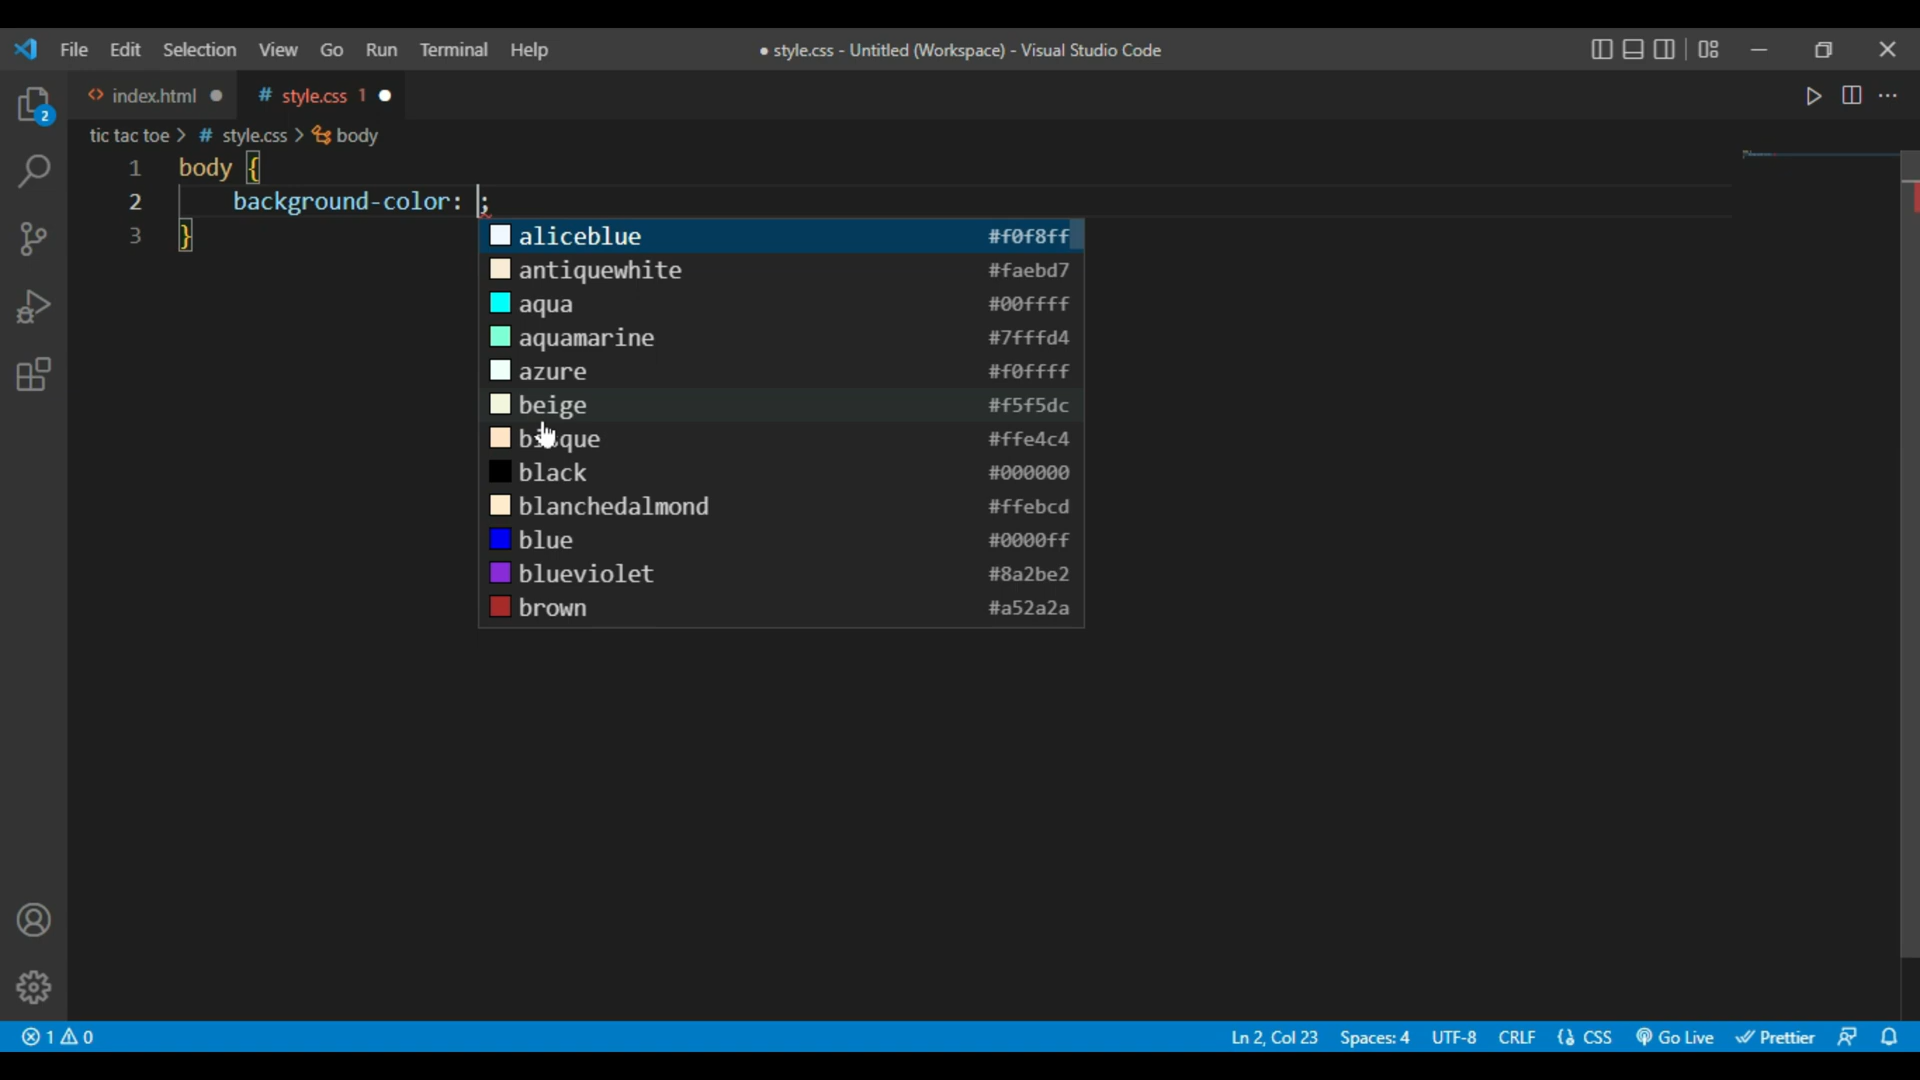 File Edit Selection View Go Run Terminal Help
● style.css - Untitled (Workspace) - Visual Studio Code
2
<> index.html ●
# style.css 1 ●
tic tac toe > # style.css > body
1 body {
2 background-color: ;
3 }
aliceblue #f0f8ff
antiquewhite #faebd7
aqua #00ffff
aquamarine #7fffd4
azure #f0ffff
beige #f5f5dc
bisque #ffe4c4
black #000000
blanchedalmond #ffebcd
blue #0000ff
blueviolet #8a2be2
brown #a52a2a
1 0
Ln 2, Col 23 Spaces: 4 UTF-8 CRLF {} CSS Go Live Prettier